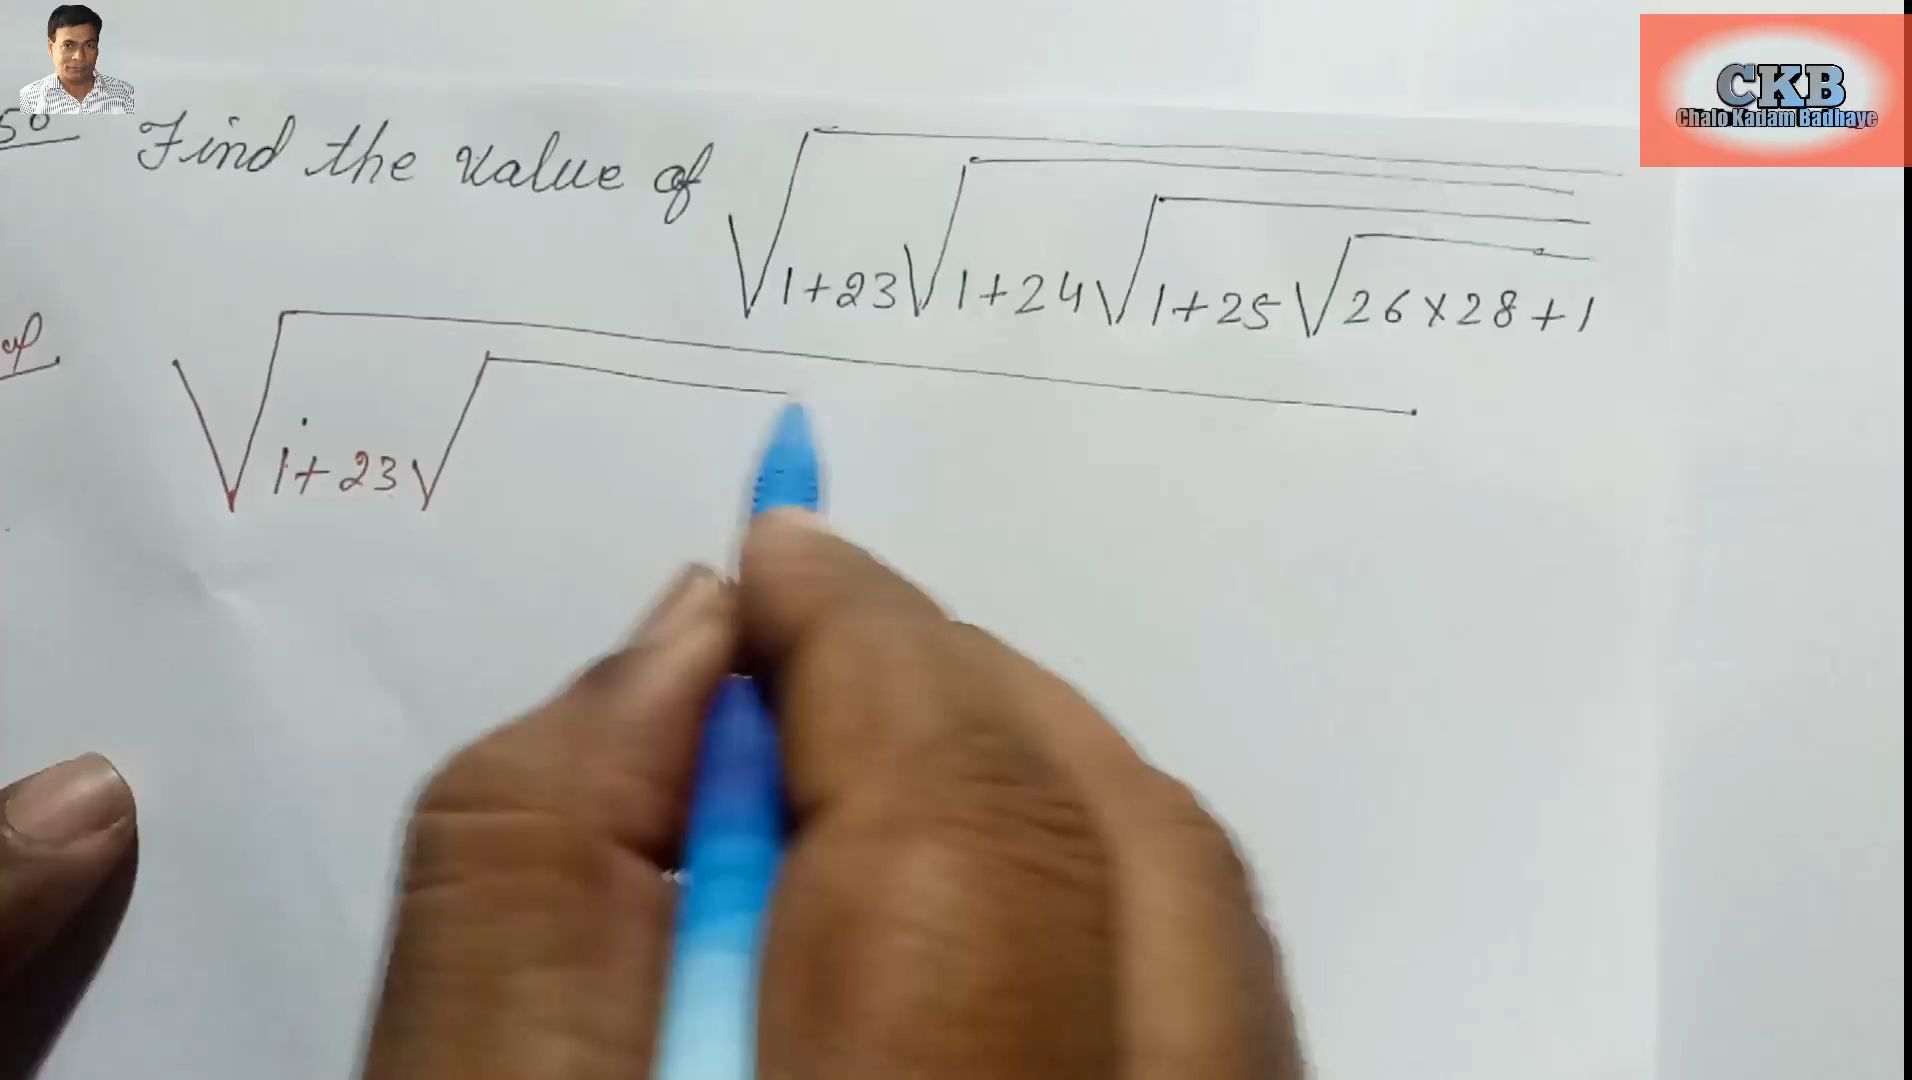 CKB
Chalo Kadam Badhaye
50 Find the value of √1+23√1+24√1+25√26×28+1
√1+23√